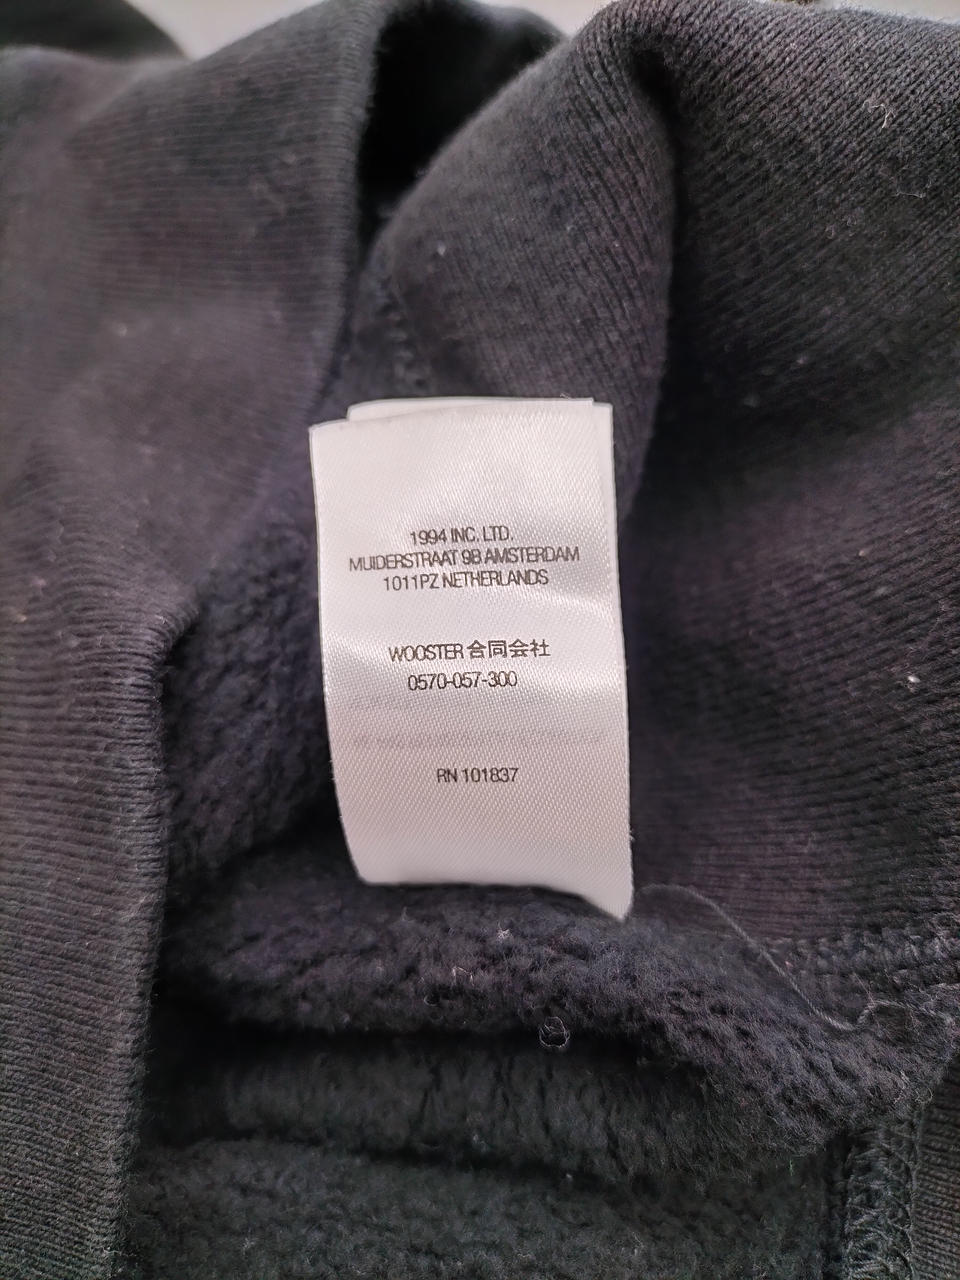 1994 INC. LTD.
MUIDERSTRAAT 9B AMSTERDAM
1011PZ NETHERLANDS
WOOSTER 合同会社
0570-057-300
RN 101837